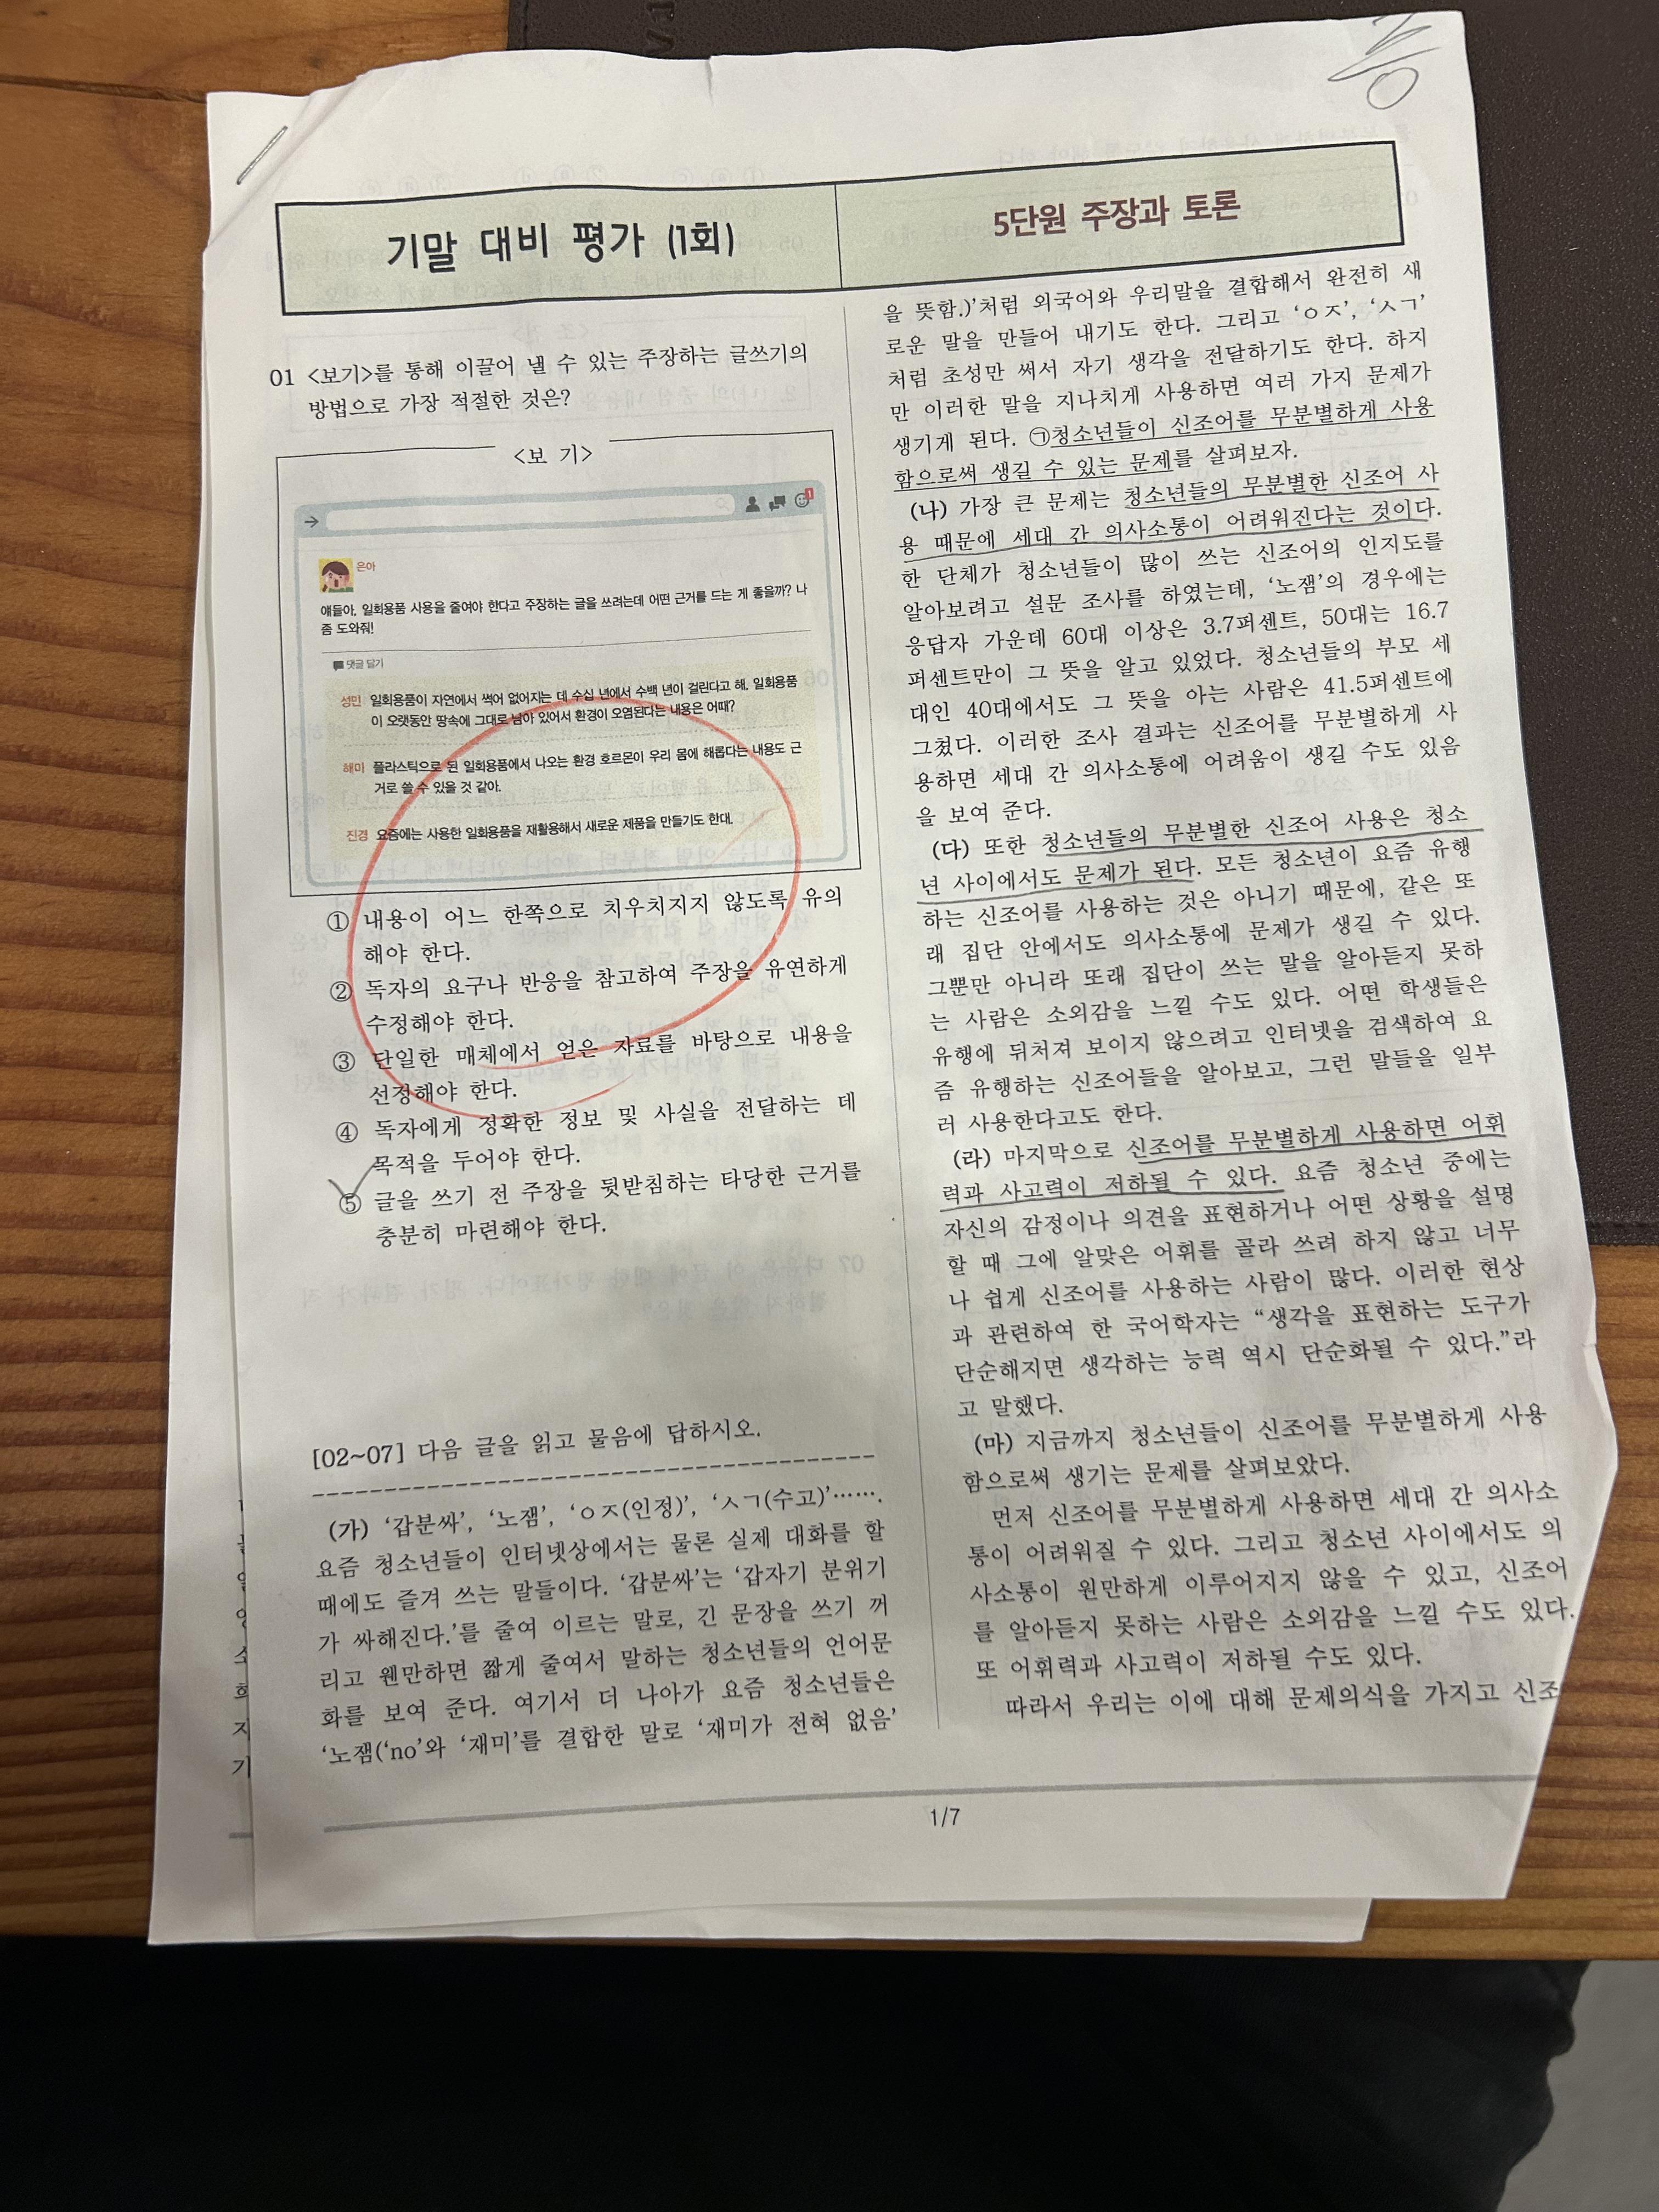 능
기말 대비 평가 (1회)
5단원 주장과 토론
01 <보기>를 통해 이끌어 낼 수 있는 주장하는 글쓰기의
방법으로 가장 적절한 것은?
<보 기>
은아
얘들아, 일회용품 사용을 줄여야 한다고 주장하는 글을 쓰려는데 어떤 근거를 드는 게 좋을까? 나
좀 도와줘!
댓글 달기
성민 일회용품이 자연에서 썩어 없어지는 데 수십 년에서 수백 년이 걸린다고 해. 일회용품
이 오랫동안 땅속에 그대로 남아 있어서 환경이 오염된다는 내용은 어때?
해미 플라스틱으로 된 일회용품에서 나오는 환경 호르몬이 우리 몸에 해롭다는 내용도 근
거로 쓸 수 있을 것 같아.
진경 요즘에는 사용한 일회용품을 재활용해서 새로운 제품을 만들기도 한대.
① 내용이 어느 한쪽으로 치우치지지 않도록 유의
해야 한다.
② 독자의 요구나 반응을 참고하여 주장을 유연하게
수정해야 한다.
③ 단일한 매체에서 얻은 자료를 바탕으로 내용을
선정해야 한다.
④ 독자에게 정확한 정보 및 사실을 전달하는 데
목적을 두어야 한다.
⑤ 글을 쓰기 전 주장을 뒷받침하는 타당한 근거를
충분히 마련해야 한다.
[02~07] 다음 글을 읽고 물음에 답하시오.
(가) ‘갑분싸’, ‘노잼’, ‘ㅇㅈ(인정)’, ‘ㅅㄱ(수고)’…….
요즘 청소년들이 인터넷상에서는 물론 실제 대화를 할
때에도 즐겨 쓰는 말들이다. ‘갑분싸’는 ‘갑자기 분위기
가 싸해진다.’를 줄여 이르는 말로, 긴 문장을 쓰기 꺼
리고 웬만하면 짧게 줄여서 말하는 청소년들의 언어문
화를 보여 준다. 여기서 더 나아가 요즘 청소년들은
‘노잼(‘no’와 ‘재미’를 결합한 말로 ‘재미가 전혀 없음’
을 뜻함.)’처럼 외국어와 우리말을 결합해서 완전히 새
로운 말을 만들어 내기도 한다. 그리고 ‘ㅇㅈ’, ‘ㅅㄱ’
처럼 초성만 써서 자기 생각을 전달하기도 한다. 하지
만 이러한 말을 지나치게 사용하면 여러 가지 문제가
생기게 된다. ㉠청소년들이 신조어를 무분별하게 사용
함으로써 생길 수 있는 문제를 살펴보자.
(나) 가장 큰 문제는 청소년들의 무분별한 신조어 사
용 때문에 세대 간 의사소통이 어려워진다는 것이다.
한 단체가 청소년들이 많이 쓰는 신조어의 인지도를
알아보려고 설문 조사를 하였는데, ‘노잼’의 경우에는
응답자 가운데 60대 이상은 3.7퍼센트, 50대는 16.7
퍼센트만이 그 뜻을 알고 있었다. 청소년들의 부모 세
대인 40대에서도 그 뜻을 아는 사람은 41.5퍼센트에
그쳤다. 이러한 조사 결과는 신조어를 무분별하게 사
용하면 세대 간 의사소통에 어려움이 생길 수도 있음
을 보여 준다.
(다) 또한 청소년들의 무분별한 신조어 사용은 청소
년 사이에서도 문제가 된다. 모든 청소년이 요즘 유행
하는 신조어를 사용하는 것은 아니기 때문에, 같은 또
래 집단 안에서도 의사소통에 문제가 생길 수 있다.
그뿐만 아니라 또래 집단이 쓰는 말을 알아듣지 못하
는 사람은 소외감을 느낄 수도 있다. 어떤 학생들은
유행에 뒤처져 보이지 않으려고 인터넷을 검색하여 요
즘 유행하는 신조어들을 알아보고, 그런 말들을 일부
러 사용한다고도 한다.
(라) 마지막으로 신조어를 무분별하게 사용하면 어휘
력과 사고력이 저하될 수 있다. 요즘 청소년 중에는
자신의 감정이나 의견을 표현하거나 어떤 상황을 설명
할 때 그에 알맞은 어휘를 골라 쓰려 하지 않고 너무
나 쉽게 신조어를 사용하는 사람이 많다. 이러한 현상
과 관련하여 한 국어학자는 “생각을 표현하는 도구가
단순해지면 생각하는 능력 역시 단순화될 수 있다.”라
고 말했다.
(마) 지금까지 청소년들이 신조어를 무분별하게 사용
함으로써 생기는 문제를 살펴보았다.
먼저 신조어를 무분별하게 사용하면 세대 간 의사소
통이 어려워질 수 있다. 그리고 청소년 사이에서도 의
사소통이 원만하게 이루어지지 않을 수 있고, 신조어
를 알아듣지 못하는 사람은 소외감을 느낄 수도 있다.
또 어휘력과 사고력이 저하될 수도 있다.
따라서 우리는 이에 대해 문제의식을 가지고 신조
1/7